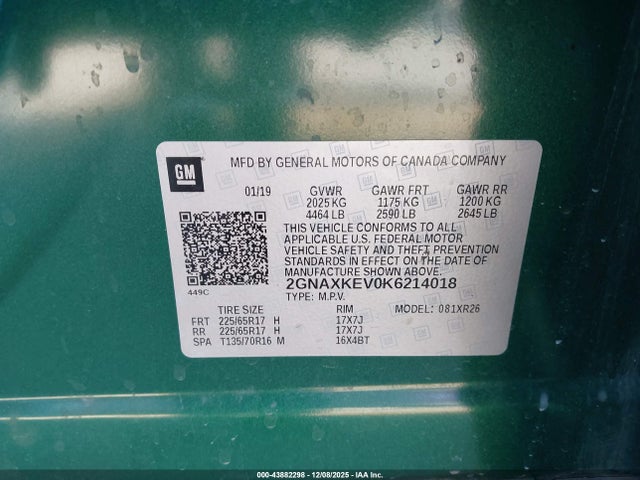 GM
MFD BY GENERAL MOTORS OF CANADA COMPANY
01/19 GVWR GAWR FRT GAWR RR
2025 KG 1175 KG 1200 KG
4464 LB 2590 LB 2645 LB
THIS VEHICLE CONFORMS TO ALL
APPLICABLE U.S. FEDERAL MOTOR
VEHICLE SAFETY AND THEFT PREVENTION
STANDARDS IN EFFECT ON THE DATE OF
MANUFACTURE SHOWN ABOVE.
449C 2GNAXKEV0K6214018
TYPE: M.P.V. MODEL: 081XR26
TIRE SIZE RIM
FRT 225/65R17 H 17X7J
RR 225/65R17 H 17X7J
SPA T135/70R16 M 16X4BT
000-43882298 - 12/08/2025 - IAA Inc.